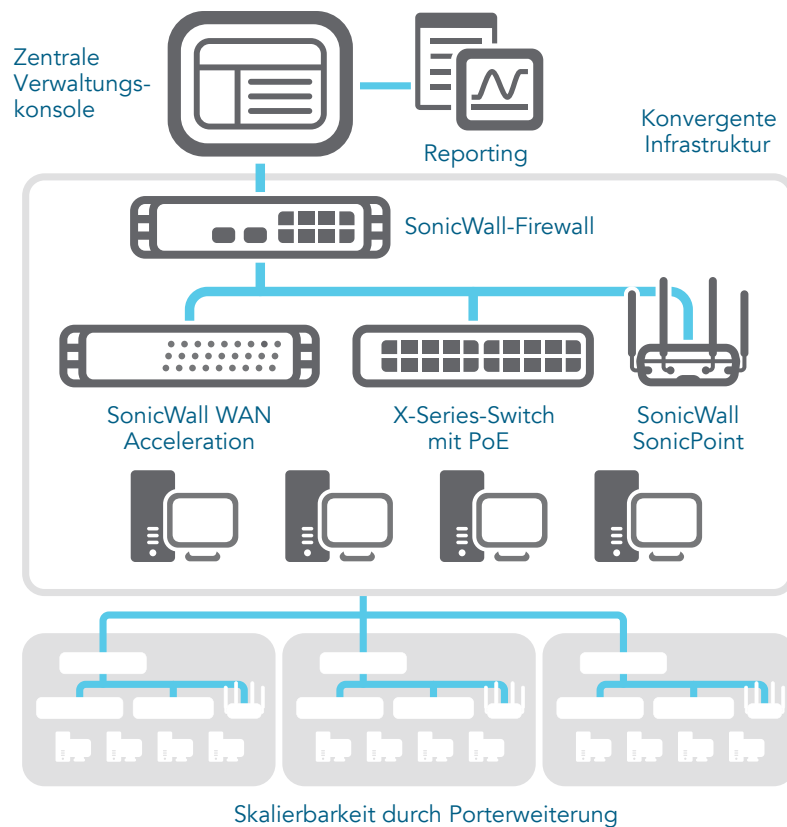 Zentrale
Verwaltungs-
konsole
Reporting
Konvergente
Infrastruktur
SonicWall-Firewall
SonicWall WAN
Acceleration
X-Series-Switch
mit PoE
SonicWall
SonicPoint
Skalierbarkeit durch Porterweiterung